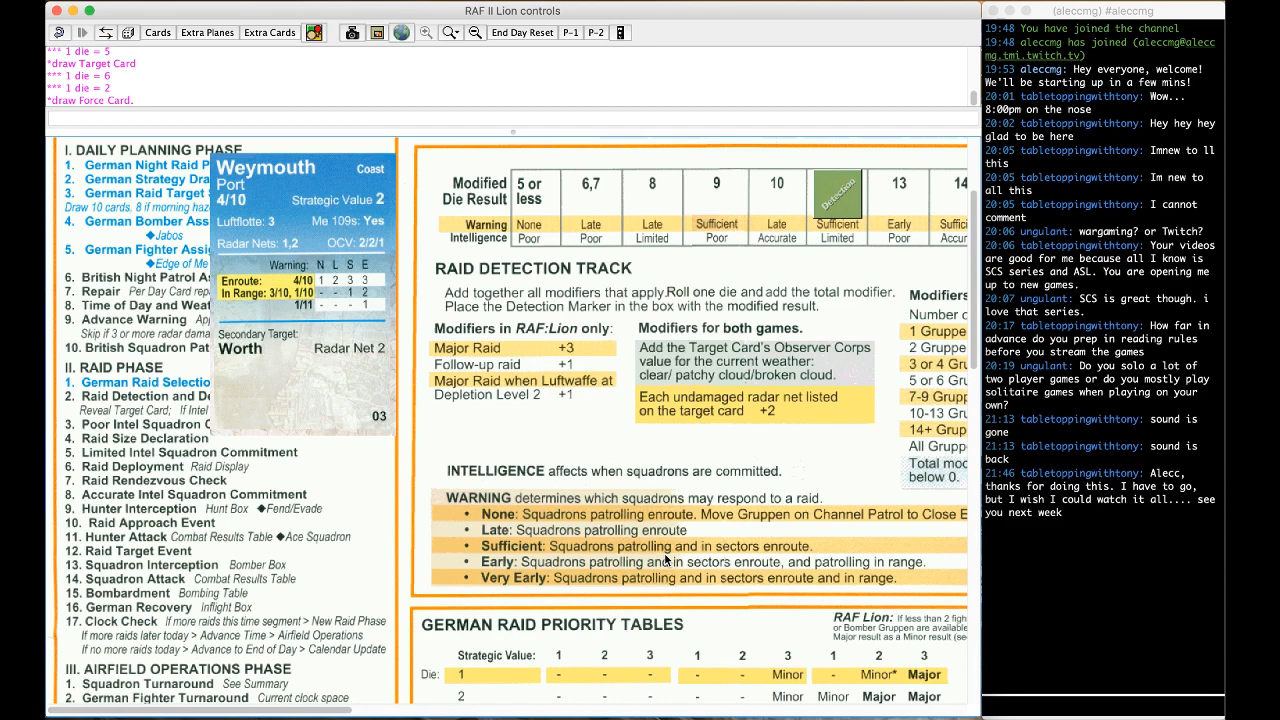 RAF II Lion controls
Cards
Extra Planes
Extra Cards
End Day Reset
P-1
P-2
*** 1 die = 5
*draw Target Card
*** 1 die = 6
*** 1 die = 2
*draw Force Card.
I. DAILY PLANNING PHASE
1. German Night Raid P
2. German Strategy Dra
3. German Raid Target
Draw 10 cards. 8 if morning haz
4. German Bomber Ass
◆Jabos
5. German Fighter Assig
◆Edge of Me
6. British Night Patrol As
7. Repair Per Day Card rep
8. Time of Day and Weat
9. Advance Warning Ap
Skip if 3 or more radar dama
10. British Squadron Pat
II. RAID PHASE
1. German Raid Selectio
2. Raid Detection and De
Reveal Target Card; If Intel
3. Poor Intel Squadron C
4. Raid Size Declaration
5. Limited Intel Squadron Commitment
6. Raid Deployment Raid Display
7. Raid Rendezvous Check
8. Accurate Intel Squadron Commitment
9. Hunter Interception Hunt Box ◆Fend/Evade
10. Raid Approach Event
11. Hunter Attack Combat Results Table ◆Ace Squadron
12. Raid Target Event
13. Squadron Interception Bomber Box
14. Squadron Attack Combat Results Table
15. Bombardment Bombing Table
16. German Recovery Inflight Box
17. Clock Check If more raids this time segment > New Raid Phase
If more raids later today > Advance Time > Airfield Operations
If no more raids today > Advance to End of Day > Calendar Update
III. AIRFIELD OPERATIONS PHASE
1. Squadron Turnaround See Summary
2. German Fighter Turnaround Current clock space
Weymouth Coast
Port
4/10 Strategic Value 2
Luftflotte: 3 Me 109s: Yes
Radar Nets: 1,2 OCV: 2/2/1
Warning: N L S E
Enroute: 4/10 1 2 3 3
In Range: 3/10, 1/10 - - 1 2
1/11 - - - 1
Secondary Target:
Worth Radar Net 2
03
Modified Die Result 5 or less 6,7 8 9 10 Detection 13 14
Warning None Late Late Sufficient Late Sufficient Early Suffic
Intelligence Poor Poor Limited Poor Accurate Limited Poor Accur
RAID DETECTION TRACK
Add together all modifiers that apply.Roll one die and add the total modifier.
Place the Detection Marker in the box with the modified result.
Modifiers in RAF:Lion only:
Major Raid +3
Follow-up raid +1
Major Raid when Luftwaffe at
Depletion Level 2 +1
Modifiers for both games.
Add the Target Card's Observer Corps
value for the current weather:
clear/ patchy cloud/broken cloud.
Each undamaged radar net listed
on the target card +2
Modifiers
Number o
1 Gruppe
2 Gruppe
3 or 4 Gru
5 or 6 Gru
7-9 Grupp
10-13 Gru
14+ Grup
All Gruppe
Total mod
below 0.
INTELLIGENCE affects when squadrons are committed.
WARNING determines which squadrons may respond to a raid.
• None: Squadrons patrolling enroute. Move Gruppen on Channel Patrol to Close E
• Late: Squadrons patrolling enroute
• Sufficient: Squadrons patrolling and in sectors enroute.
• Early: Squadrons patrolling and in sectors enroute, and patrolling in range.
• Very Early: Squadrons patrolling and in sectors enroute and in range.
GERMAN RAID PRIORITY TABLES
RAF Lion: If less than 2 figh
or Bomber Gruppen are available
Major result as a Minor result (se
Strategic Value: 1 2 3 1 2 3 1 2 3
Die: 1 - - - - - Minor - Minor* Major
2 - - - - - Minor Minor Major Major
(aleccmg) #aleccmg
19:48 You have joined the channel
19:48 aleccmg has joined (aleccmg@alecc
mg.tmi.twitch.tv)
19:53 aleccmg: Hey everyone, welcome!
We'll be starting up in a few mins!
20:01 tabletoppingwithtony: Wow...
8:00pm on the nose
20:02 tabletoppingwithtony: Hey hey hey
glad to be here
20:05 tabletoppingwithtony: Imnew to ll
this
20:05 tabletoppingwithtony: Im new to
all this
20:05 tabletoppingwithtony: I cannot
comment
20:06 ungulant: wargaming? or Twitch?
20:06 tabletoppingwithtony: Your videos
are good for me because all I know is
SCS series and ASL. You are opening me
up to new games.
20:07 ungulant: SCS is great though. i
love that series.
20:17 tabletoppingwithtony: How far in
advance do you prep in reading rules
before you stream the games
20:19 ungulant: Do you solo a lot of
two player games or do you mostly play
solitaire games when playing on your
own?
21:13 tabletoppingwithtony: sound is
gone
21:13 tabletoppingwithtony: sound is
back
21:46 tabletoppingwithtony: Alecc,
thanks for doing this. I have to go,
but I wish I could watch it all.... see
you next week